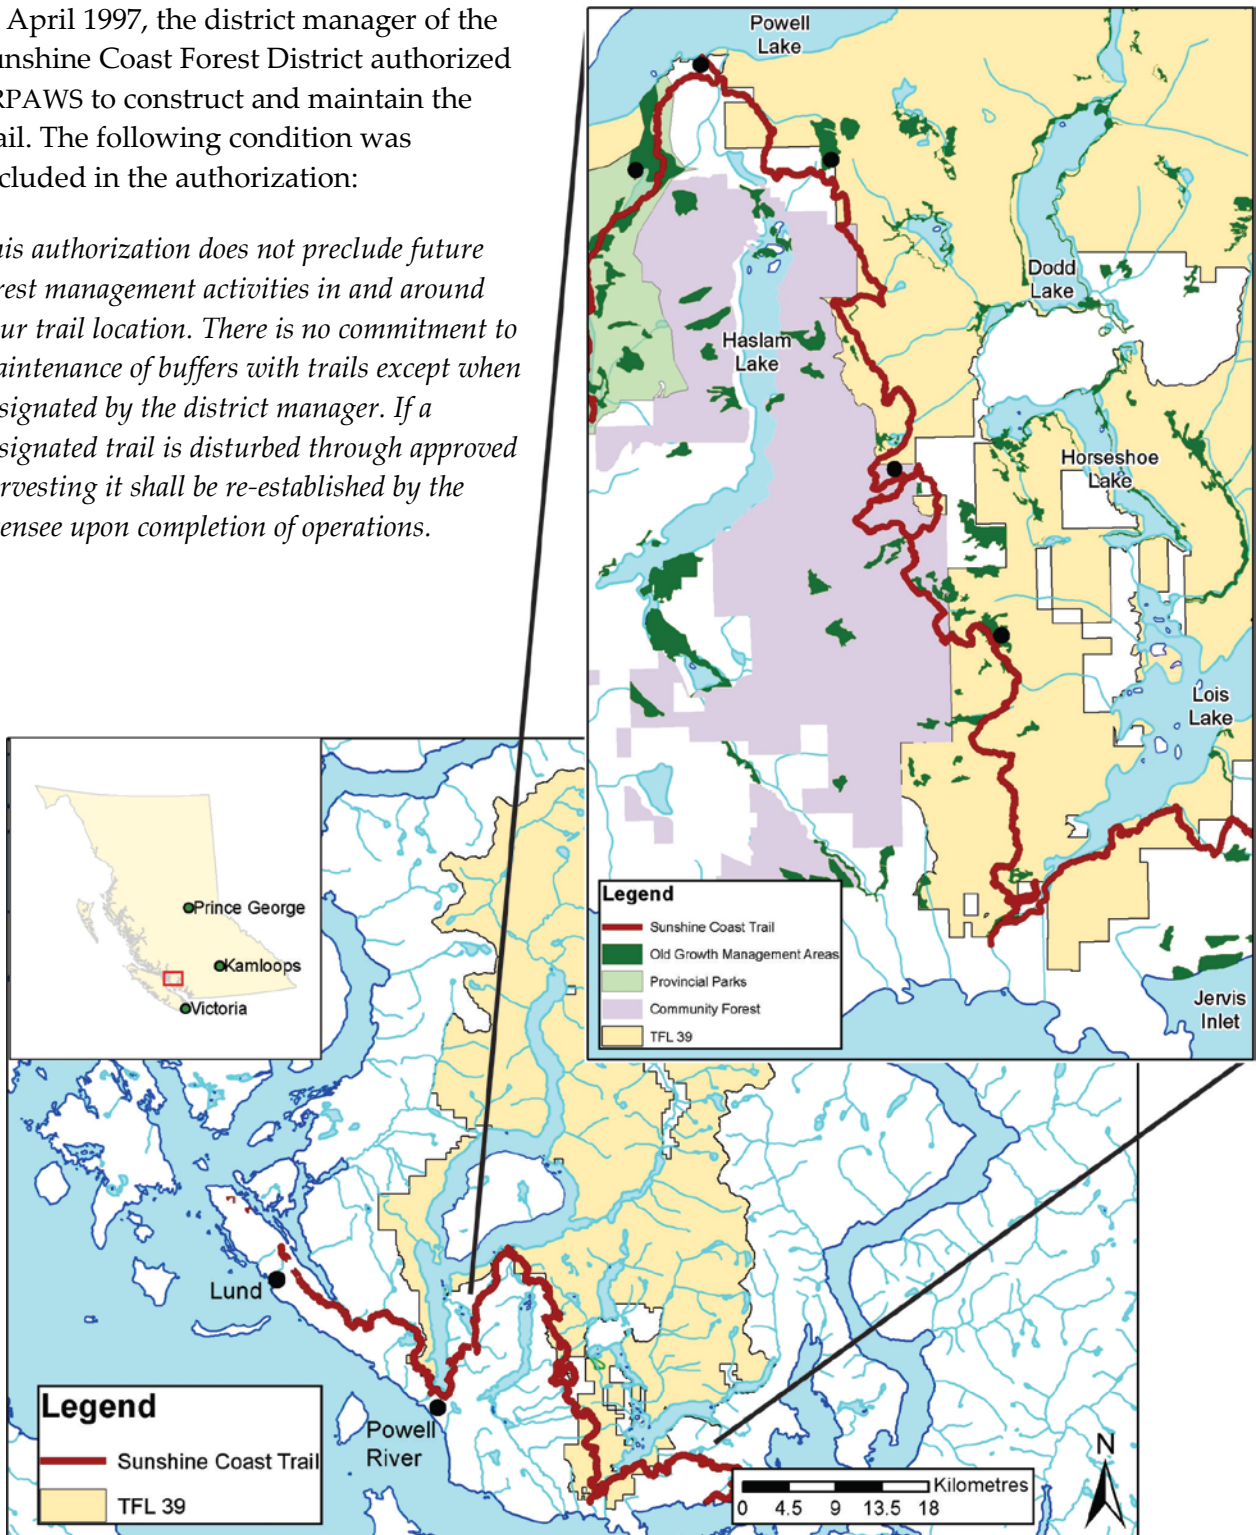 April 1997, the district manager of the
nshine Coast Forest District authorized
RPAWS to construct and maintain the
ail. The following condition was
cluded in the authorization:
is authorization does not preclude future
rest management activities in and around
ur trail location. There is no commitment to
aintenance of buffers with trails except when
signated by the district manager. If a
signated trail is disturbed through approved
rvesting it shall be re-established by the
ensee upon completion of operations.
Powell
Lake
Dodd
Lake
Haslam
Lake
Horseshoe
Lake
Lois
Lake
Legend
Sunshine Coast Trail
Old Growth Management Areas
Provincial Parks
Community Forest
TFL 39
Jervis
Inlet
Prince George
Kamloops
Victoria
Lund
Powell
River
Legend
Sunshine Coast Trail
TFL 39
N
Kilometres
0 4.5 9 13.5 18